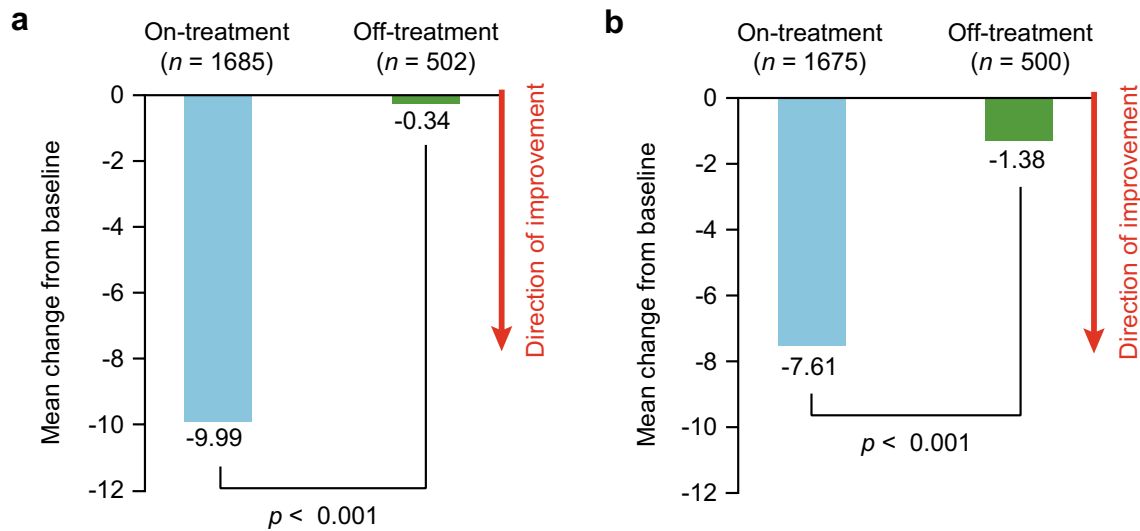 a
On-treatment
(n = 1685)
Off-treatment
(n = 502)
Mean change from baseline
0
-2
-4
-6
-8
-10
-12
-0.34
-9.99
p < 0.001
Direction of improvement
b
On-treatment
(n = 1675)
Off-treatment
(n = 500)
Mean change from baseline
0
-2
-4
-6
-8
-10
-12
-1.38
-7.61
p < 0.001
Direction of improvement